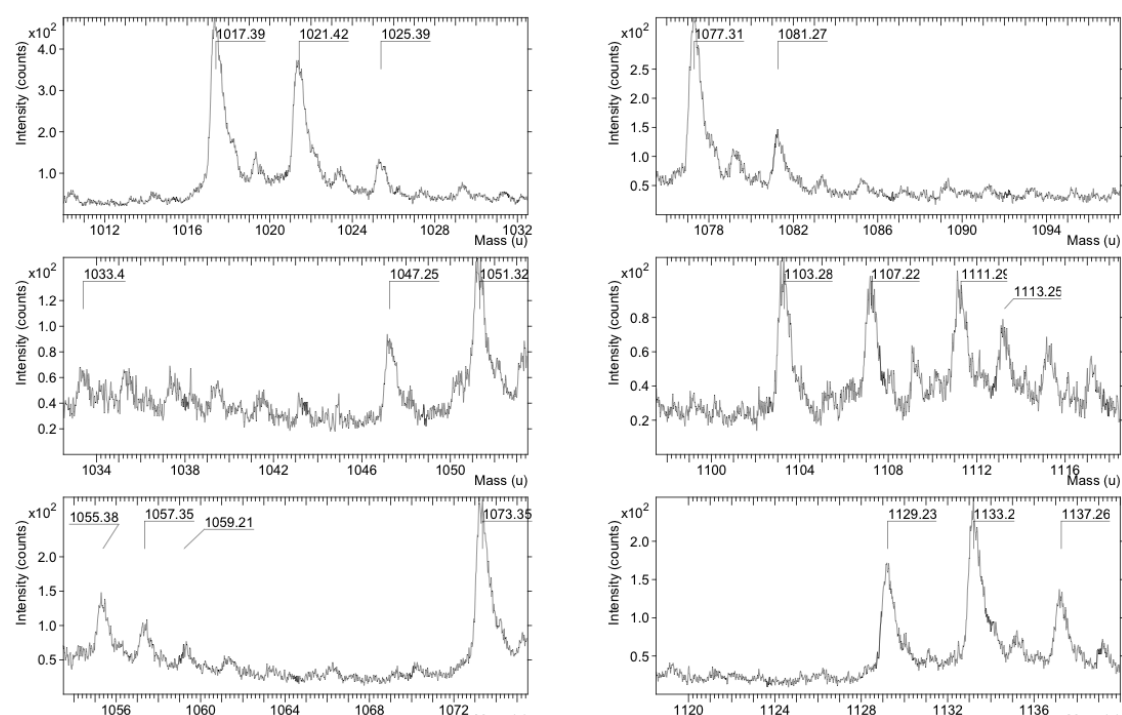 x10² 1017.39 1021.42 1025.39
Intensity (counts)
4.0
3.0
2.0
1.0
1012 1016 1020 1024 1028 1032
Mass (u)
x10² 1033.4 1047.25 1051.32
Intensity (counts)
1.2
1.0
0.8
0.6
0.4
0.2
1034 1038 1042 1046 1050
Mass (u)
x10² 1055.38 1057.35 1059.21 1073.35
Intensity (counts)
2.0
1.5
1.0
0.5
1056 1060 1064 1068 1072
x10² 1077.31 1081.27
Intensity (counts)
2.5
2.0
1.5
1.0
0.5
1078 1082 1086 1090 1094
Mass (u)
x10² 1103.28 1107.22 1111.29 1113.25
Intensity (counts)
0.8
0.6
0.4
0.2
1100 1104 1108 1112 1116
Mass (u)
x10² 1129.23 1133.2 1137.26
Intensity (counts)
2.0
1.5
1.0
0.5
1120 1124 1128 1132 1136